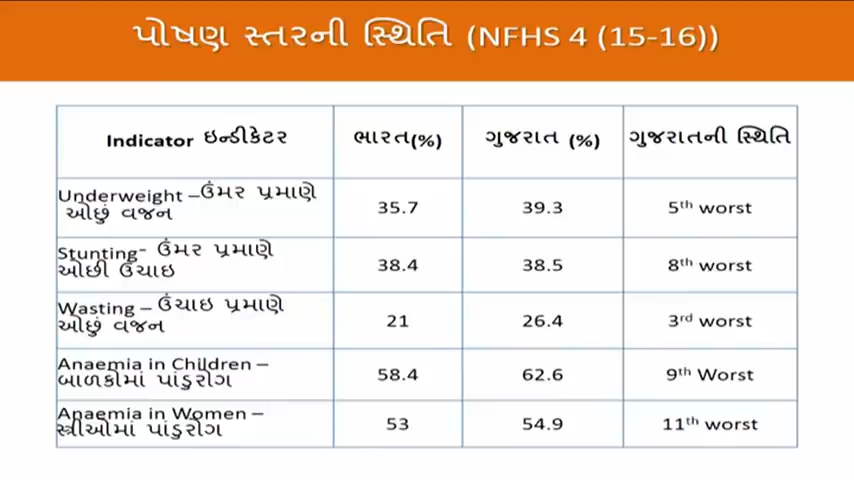 પોષણ સ્તરની સ્થિતિ (NFHS 4 (15-16))
Indicator ઇન્ડીકેટર ભારત(%) ગુજરાત (%) ગુજરાતની સ્થિતિ
Underweight –ઉંમર પ્રમાણે
ઓછું વજન 35.7 39.3 5th worst
Stunting- ઉંમર પ્રમાણે
ઓછી ઉંચાઇ 38.4 38.5 8th worst
Wasting – ઉંચાઇ પ્રમાણે
ઓછું વજન 21 26.4 3rd worst
Anaemia in Children –
બાળકોમાં પાંડુરોગ 58.4 62.6 9th Worst
Anaemia in Women –
સ્ત્રીઓમાં પાંડુરોગ 53 54.9 11th worst